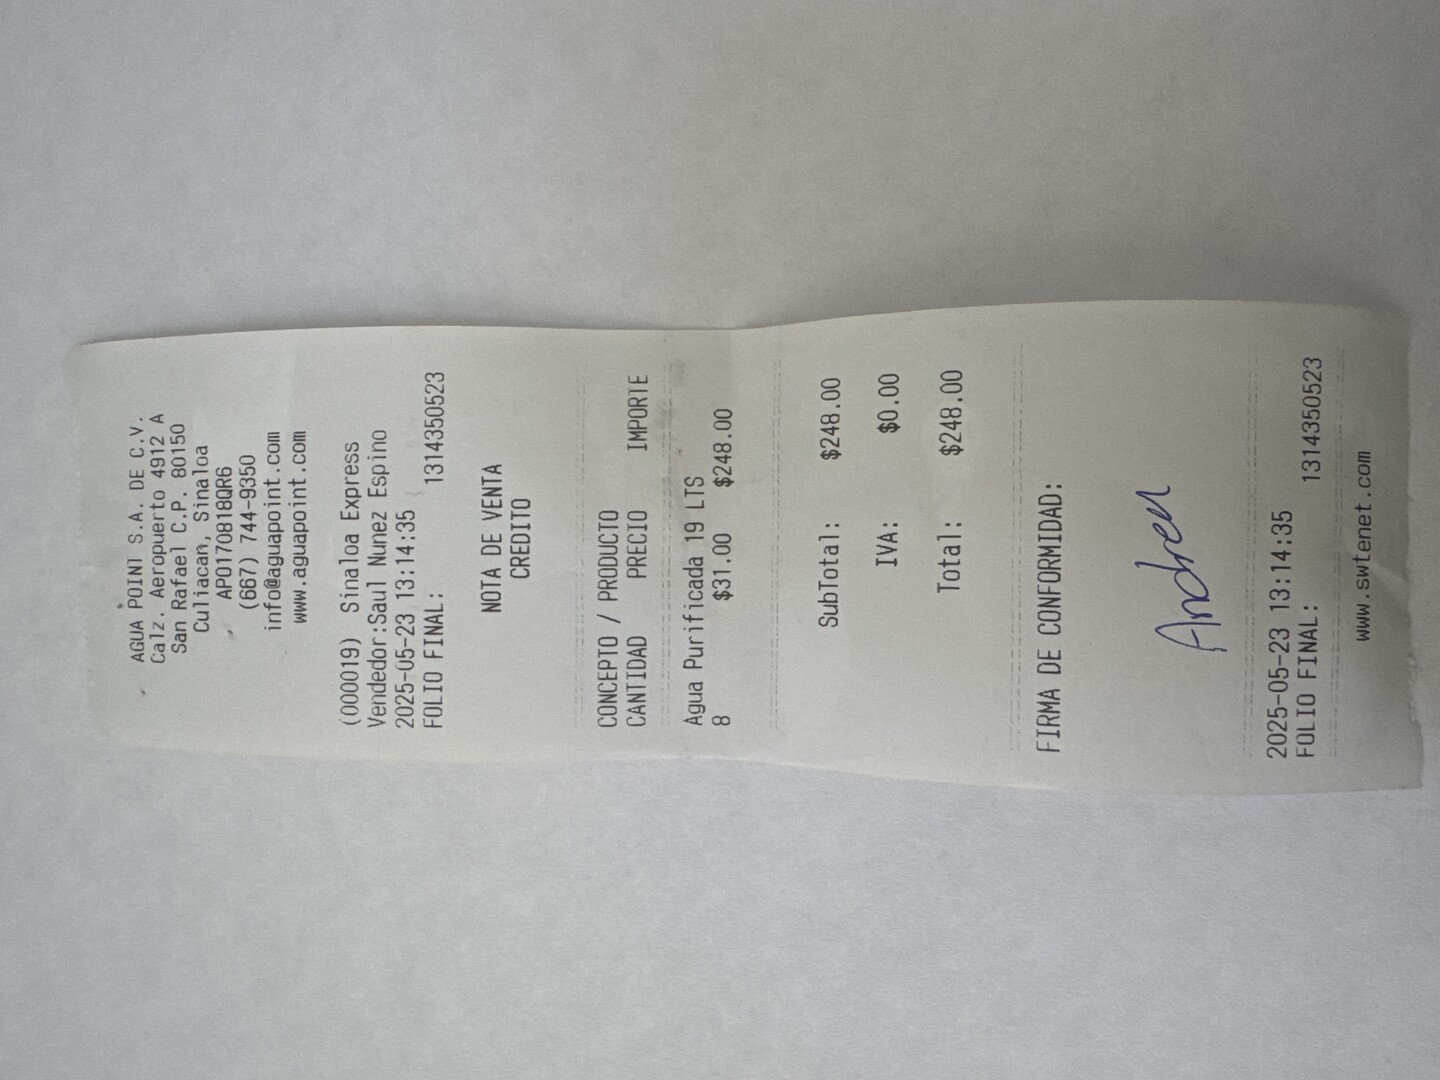 AGUA POINT S.A. DE C.V.
Calz. Aeropuerto 4912 A
San Rafael C.P. 80150
Culiacan, Sinaloa
APO170818QR6
(667) 744-9350
info@aguapoint.com
www.aguapoint.com
(000019) Sinaloa Express
Vendedor:Saul Nunez Espino
2025-05-23 13:14:35
FOLIO FINAL: 1314350523
NOTA DE VENTA
CREDITO
CONCEPTO / PRODUCTO
CANTIDAD PRECIO IMPORTE
Agua Purificada 19 LTS
8 $31.00 $248.00
SubTotal: $248.00
IVA: $0.00
Total: $248.00
FIRMA DE CONFORMIDAD:
Andrea
2025-05-23 13:14:35
FOLIO FINAL: 1314350523
www.swtenet.com